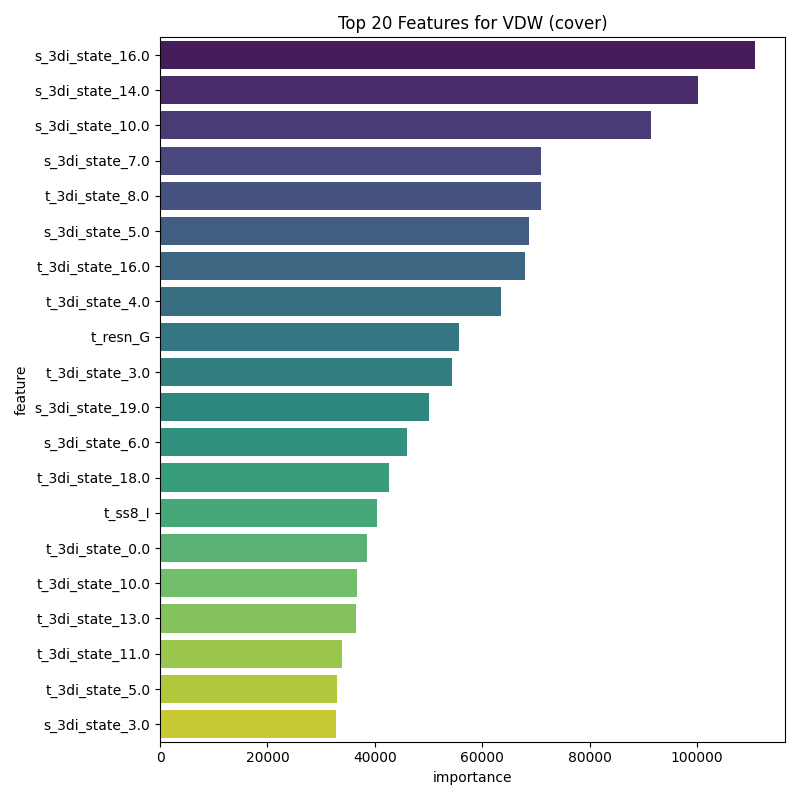 Top 20 Features for VDW (cover)
s_3di_state_16.0
s_3di_state_14.0
s_3di_state_10.0
s_3di_state_7.0
t_3di_state_8.0
s_3di_state_5.0
t_3di_state_16.0
t_3di_state_4.0
t_resn_G
t_3di_state_3.0
s_3di_state_19.0
s_3di_state_6.0
t_3di_state_18.0
t_ss8_I
t_3di_state_0.0
t_3di_state_10.0
t_3di_state_13.0
t_3di_state_11.0
t_3di_state_5.0
s_3di_state_3.0
feature
0 20000 40000 60000 80000 100000
importance